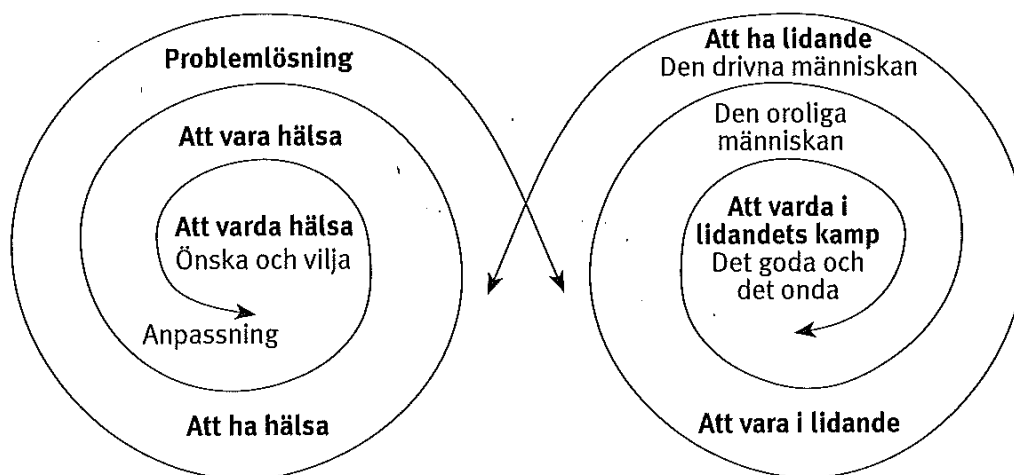 Problemlösning
Att vara hälsa
Att varda hälsa
Önska och vilja
Anpassning
Att ha hälsa
Att ha lidande
Den drivna människan
Den oroliga
människan
Att varda i
lidandets kamp
Det goda och
det onda
Att vara i lidande